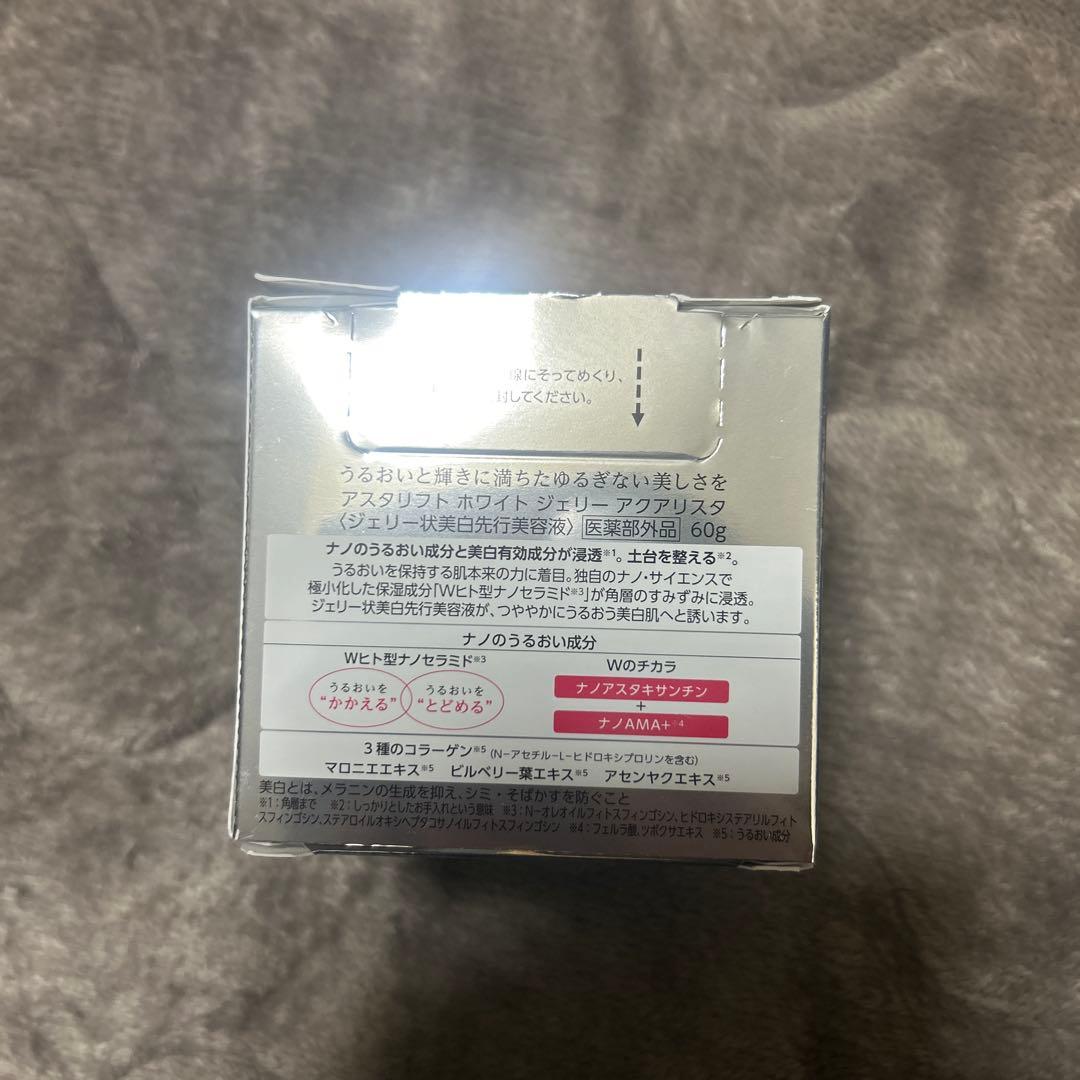 線にそってめくり、
してください。
うるおいと輝きに満ちたゆるぎない美しさを
アスタリフト ホワイト ジェリー アクアリスタ
〈ジェリー状美白先行美容液〉 医薬部外品 60g
ナノのうるおい成分と美白有効成分が浸透※1。土台を整える※2。
うるおいを保持する肌本来の力に着目。独自のナノ・サイエンスで
極小化した保湿成分「Wヒト型ナノセラミド※3」が角層のすみずみに浸透。
ジェリー状美白先行美容液が、つややかにうるおう美白肌へと誘います。
ナノのうるおい成分
Wヒト型ナノセラミド※3
うるおいを
“かかえる”
うるおいを
“とどめる”
Wのチカラ
ナノアスタキサンチン
+
ナノAMA+※4
3種のコラーゲン※5 (N-アセチル-L-ヒドロキシプロリンを含む)
マロニエエキス※5 ビルベリー葉エキス※5 アセンヤクエキス※5
美白とは、メラニンの生成を抑え、シミ・そばかすを防ぐこと
※1:角層まで ※2:しっかりとしたお手入れという意味 ※3:N-オレオイルフィトスフィンゴシン、ヒドロキシステアリルフィト
スフィンゴシン、ステアロイルオキシヘプタコサノイルフィトスフィンゴシン ※4:フェルラ酸、ツボクサエキス ※5:うるおい成分